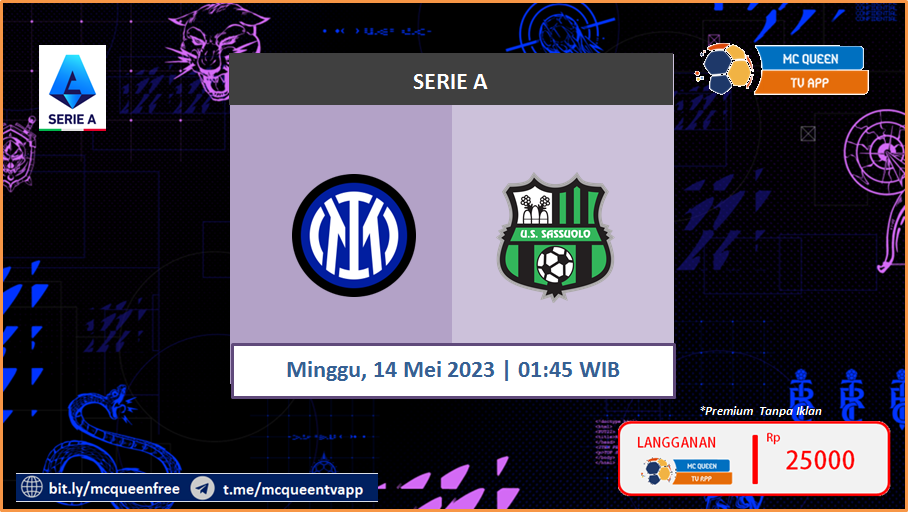 SERIE A
SERIE A
MC QUEEN
TV APP
U.S. SASSUOLO
Minggu, 14 Mei 2023 | 01:45 WIB
*Premium Tanpa Iklan
LANGGANAN
Rp
25000
MC QUEEN
TV APP
bit.ly/mcqueenfree
t.me/mcqueentvapp